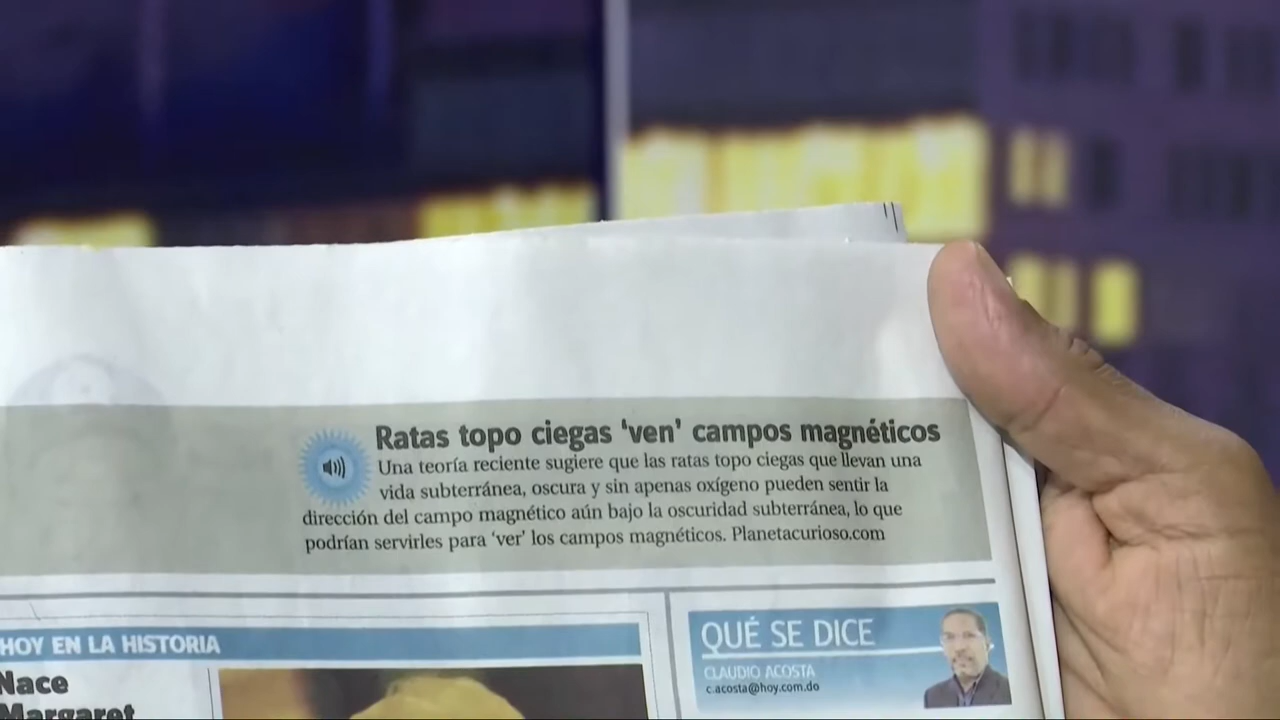 Ratas topo ciegas 'ven' campos magnéticos
Una teoría reciente sugiere que las ratas topo ciegas que llevan una
vida subterránea, oscura y sin apenas oxígeno pueden sentir la
dirección del campo magnético aún bajo la oscuridad subterránea, lo que
podrían servirles para 'ver' los campos magnéticos. Planetacurioso.com
HOY EN LA HISTORIA
Nace
Margaret
QUÉ SE DICE
CLAUDIO ACOSTA
c.acosta@hoy.com.do